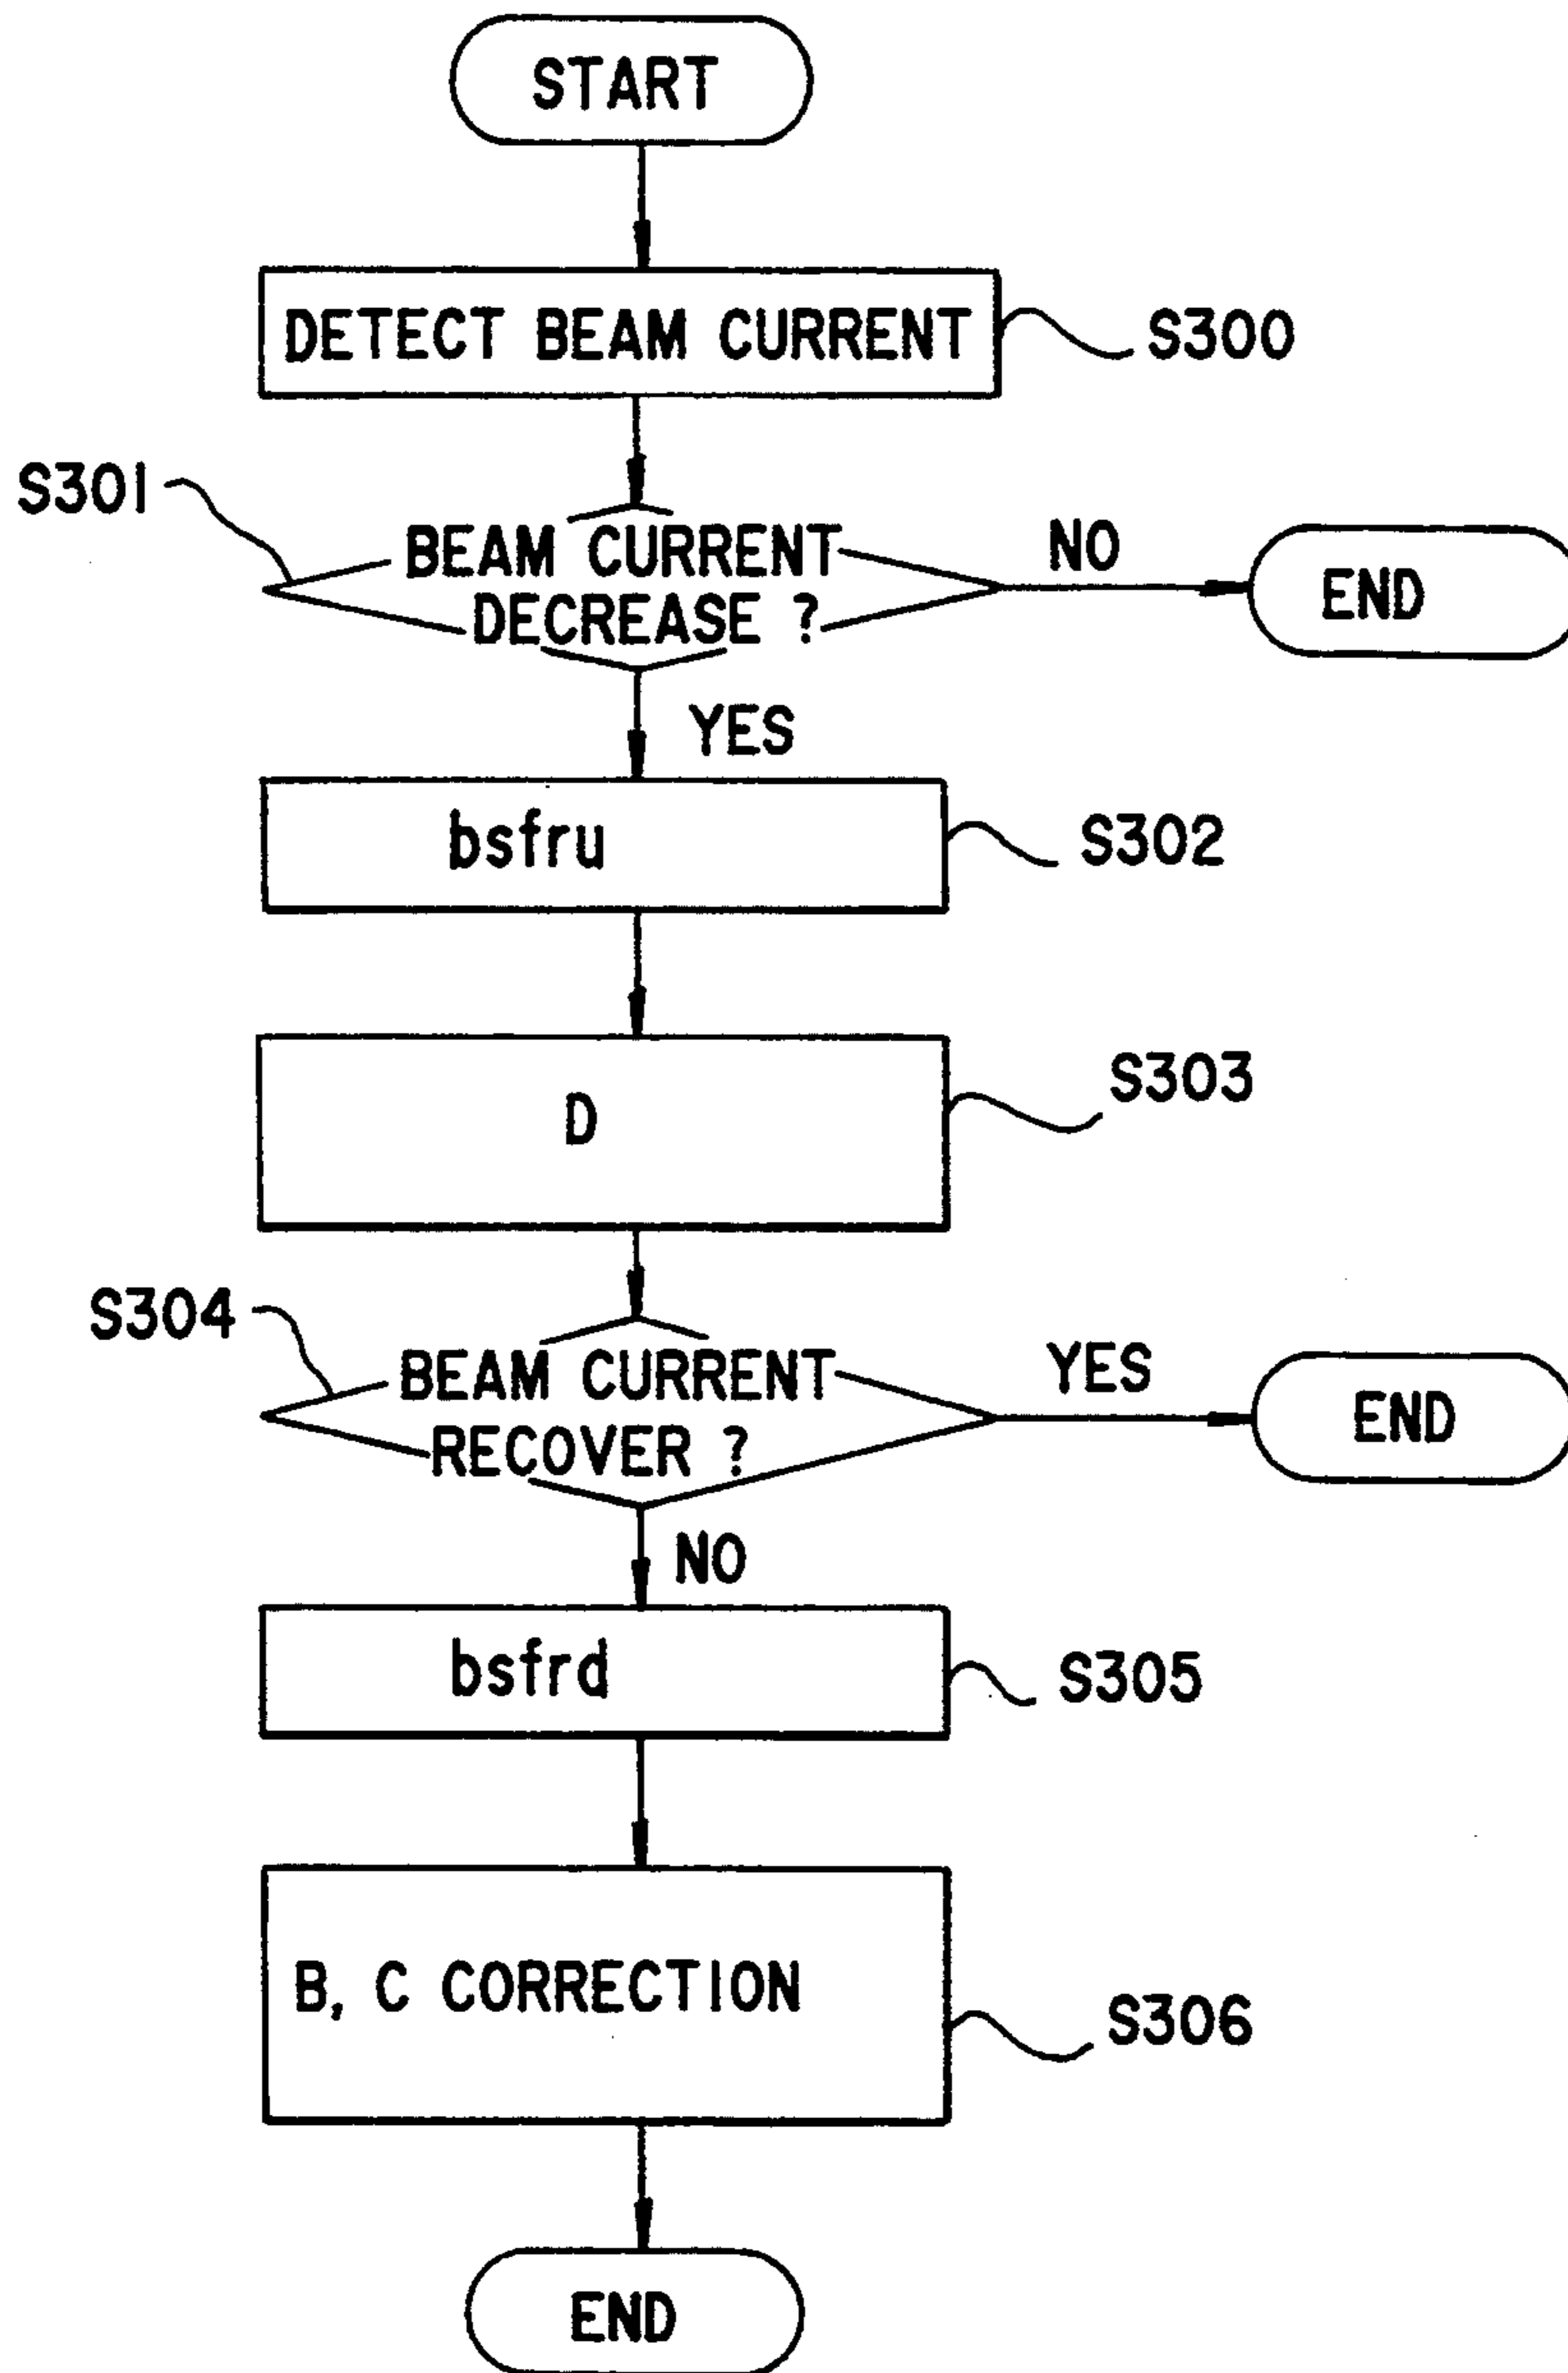 START
DETECT BEAM CURRENT
S300
S301
BEAM CURRENT
DECREASE ?
NO
END
YES
bsfru
S302
D
S303
S304
BEAM CURRENT
RECOVER ?
YES
END
NO
bsfrd
S305
B, C CORRECTION
S306
END